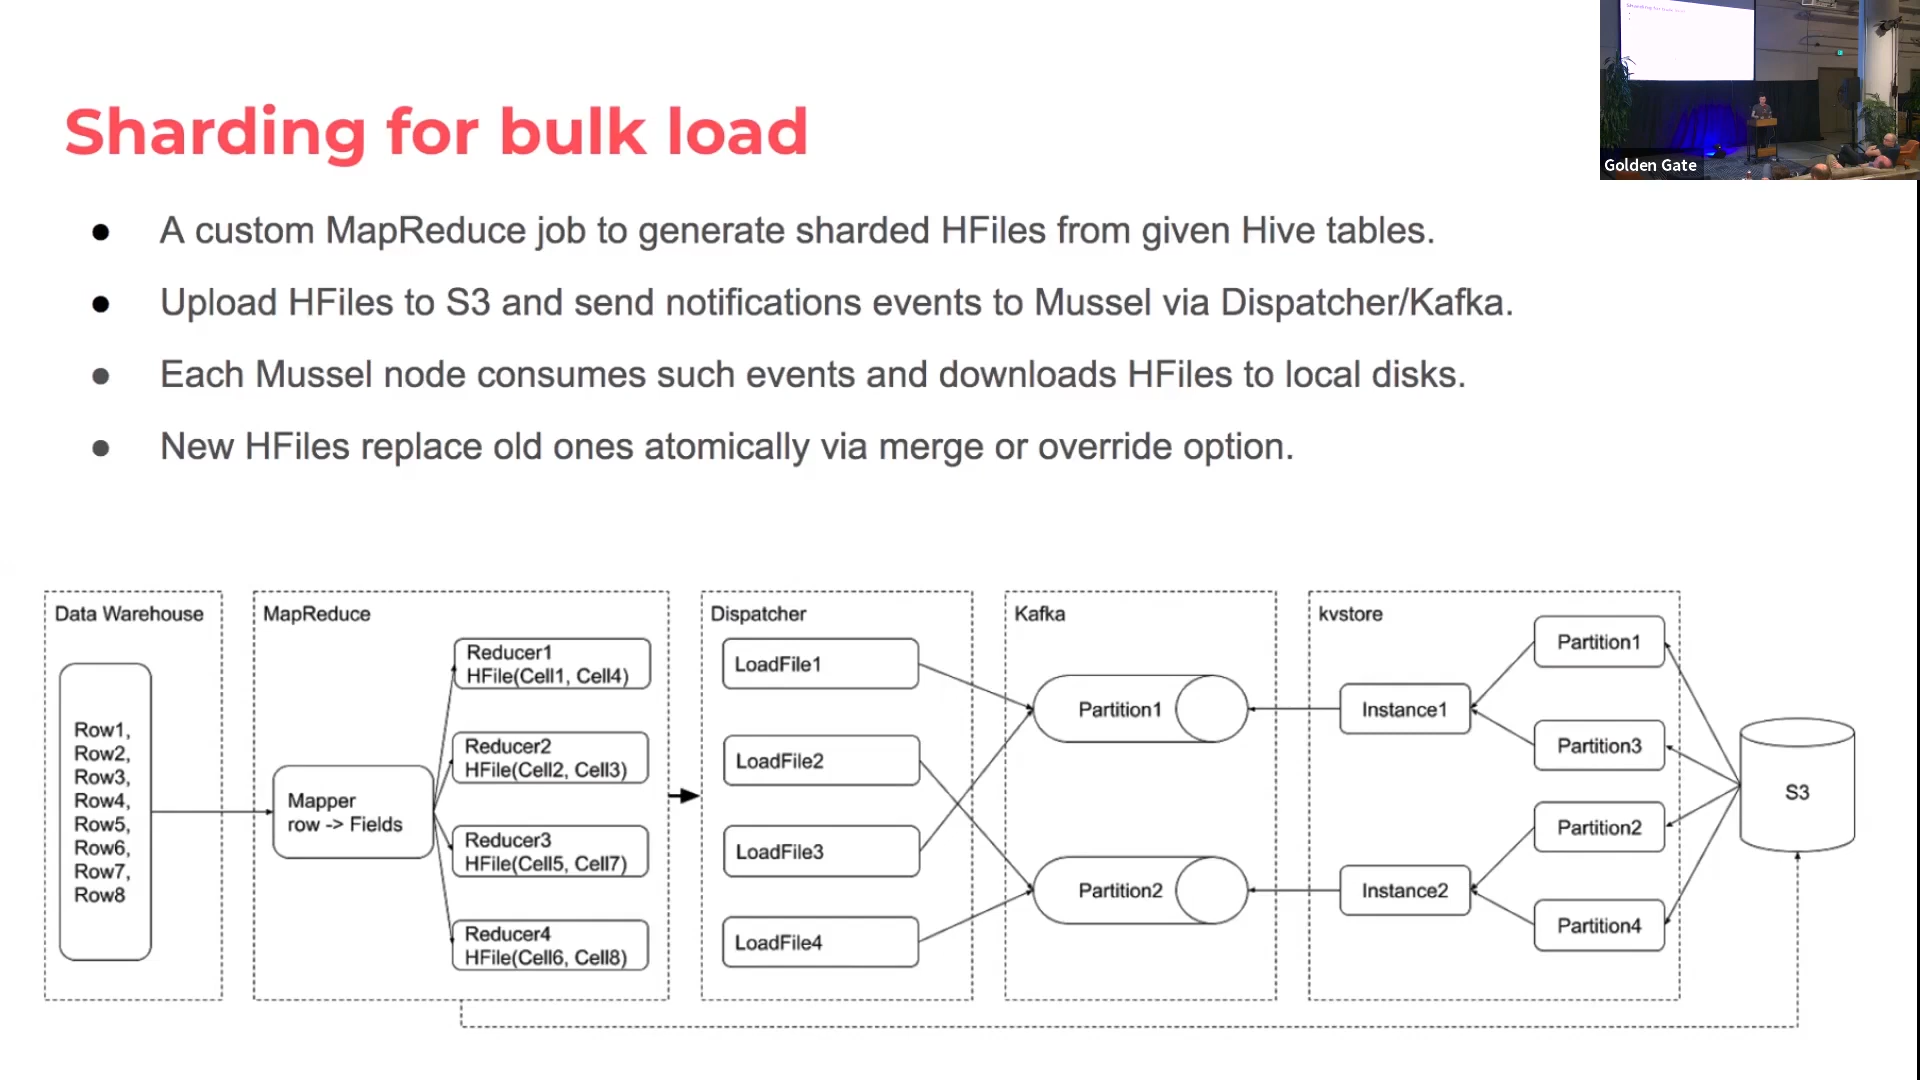 Sharding for bulk load
● A custom MapReduce job to generate sharded HFiles from given Hive tables.
● Upload HFiles to S3 and send notifications events to Mussel via Dispatcher/Kafka.
● Each Mussel node consumes such events and downloads HFiles to local disks.
● New HFiles replace old ones atomically via merge or override option.
Sharding for bulk load
Golden Gate
Data Warehouse
Row1,
Row2,
Row3,
Row4,
Row5,
Row6,
Row7,
Row8
MapReduce
Mapper
row -> Fields
Reducer1
HFile(Cell1, Cell4)
Reducer2
HFile(Cell2, Cell3)
Reducer3
HFile(Cell5, Cell7)
Reducer4
HFile(Cell6, Cell8)
Dispatcher
LoadFile1
LoadFile2
LoadFile3
LoadFile4
Kafka
Partition1
Partition2
kvstore
Instance1
Instance2
Partition1
Partition3
Partition2
Partition4
S3